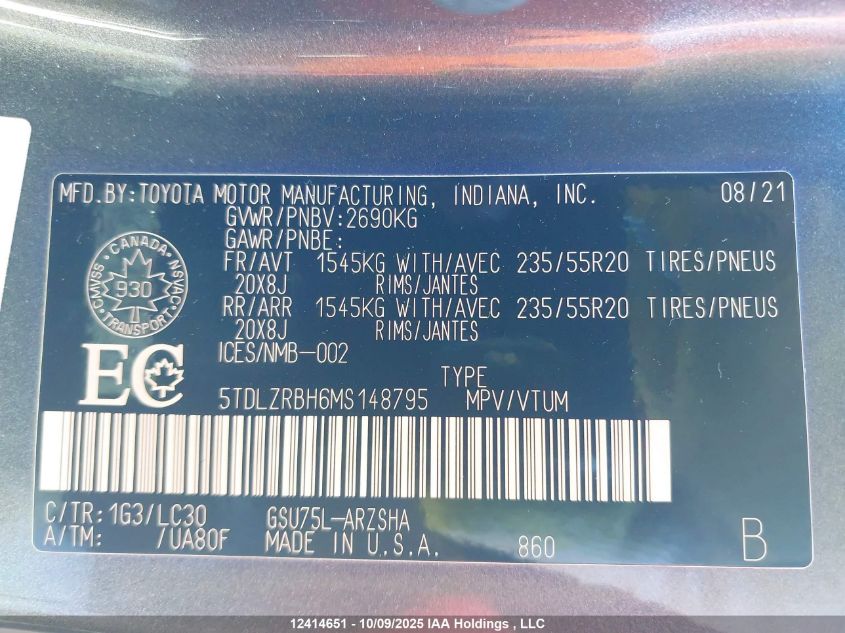 MFD.BY:TOYOTA MOTOR MANUFACTURING, INDIANA, INC. 08/21
GVWR/PNBV:2690KG
GAWR/PNBE:
FR/AVT 1545KG WITH/AVEC 235/55R20 TIRES/PNEUS
20X8J RIMS/JANTES
RR/ARR 1545KG WITH/AVEC 235/55R20 TIRES/PNEUS
20X8J RIMS/JANTES
ICES/NMB-002
CANADA
CMVSS 930 NSVAC
TRANSPORT
EC
TYPE
5TDLZRBH6MS148795 MPV/VTUM
C/TR:1G3/LC30 GSU75L-ARZSHA
A/TM: /UA80F MADE IN U.S.A. 860 B
12414651 - 10/09/2025 IAA Holdings , LLC